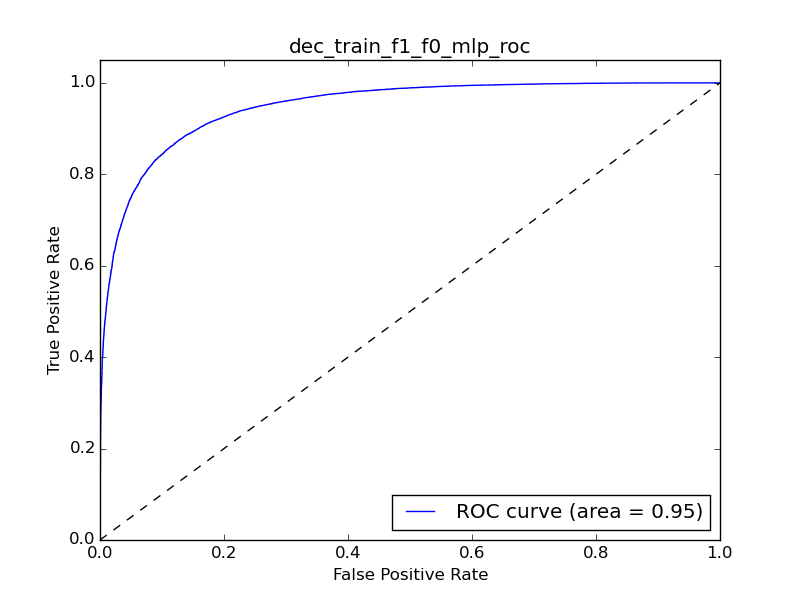 dec_train_f1_f0_mlp_roc
1.0
0.8
0.6
0.4
0.2
0.0
True Positive Rate
ROC curve (area = 0.95)
0.0 0.2 0.4 0.6 0.8 1.0
False Positive Rate